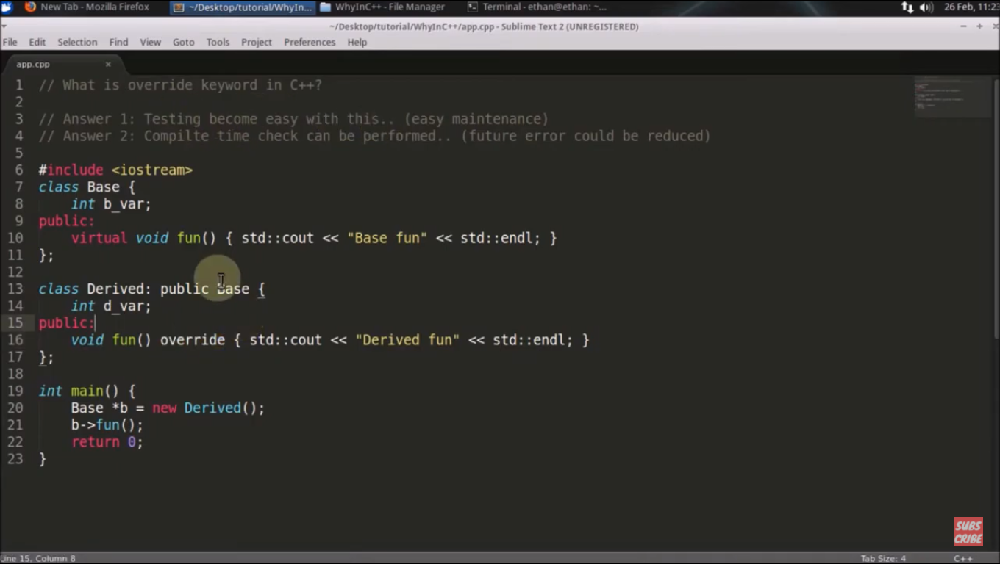 New Tab - Mozilla Firefox
~/Desktop/tutorial/WhyIn...
WhyInC++ - File Manager
Terminal - ethan@ethan: ~...
26 Feb, 11:23
~/Desktop/tutorial/WhyInC++/app.cpp - Sublime Text 2 (UNREGISTERED)
File Edit Selection Find View Goto Tools Project Preferences Help
app.cpp
1 // What is override keyword in C++?
2
3 // Answer 1: Testing become easy with this.. (easy maintenance)
4 // Answer 2: Compilte time check can be performed.. (future error could be reduced)
5
6 #include <iostream>
7 class Base {
8     int b_var;
9 public:
10     virtual void fun() { std::cout << "Base fun" << std::endl; }
11 };
12
13 class Derived: public Base {
14     int d_var;
15 public:
16     void fun() override { std::cout << "Derived fun" << std::endl; }
17 };
18
19 int main() {
20     Base *b = new Derived();
21     b->fun();
22     return 0;
23 }
SUBS
CRIBE
Line 15, Column 8
Tab Size: 4
C++